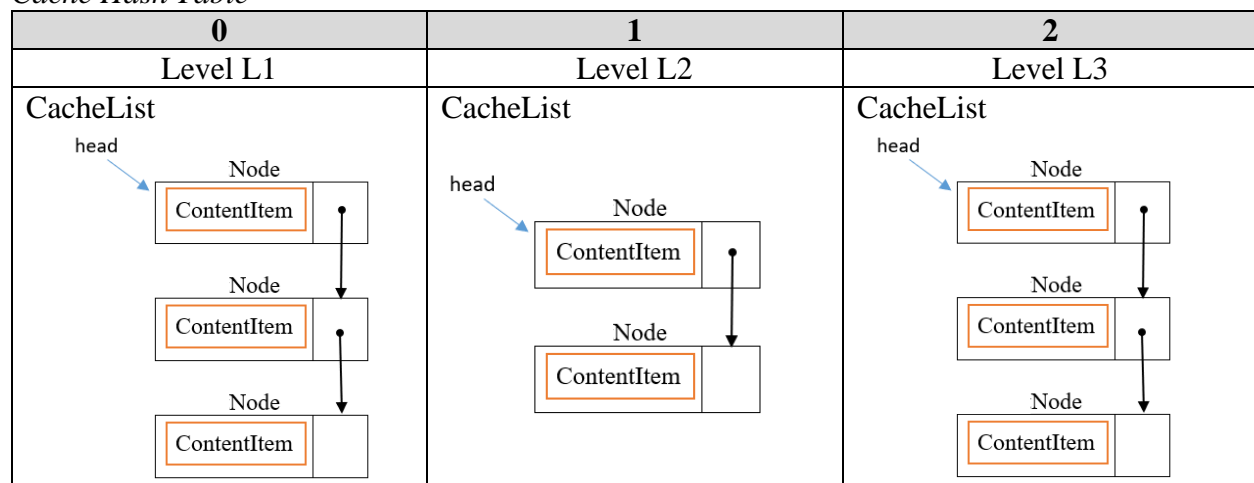 Cache Hash Table
0 1 2
Level L1 Level L2 Level L3
CacheList
head
Node
ContentItem
Node
ContentItem
Node
ContentItem
CacheList
head
Node
ContentItem
Node
ContentItem
CacheList
head
Node
ContentItem
Node
ContentItem
Node
ContentItem